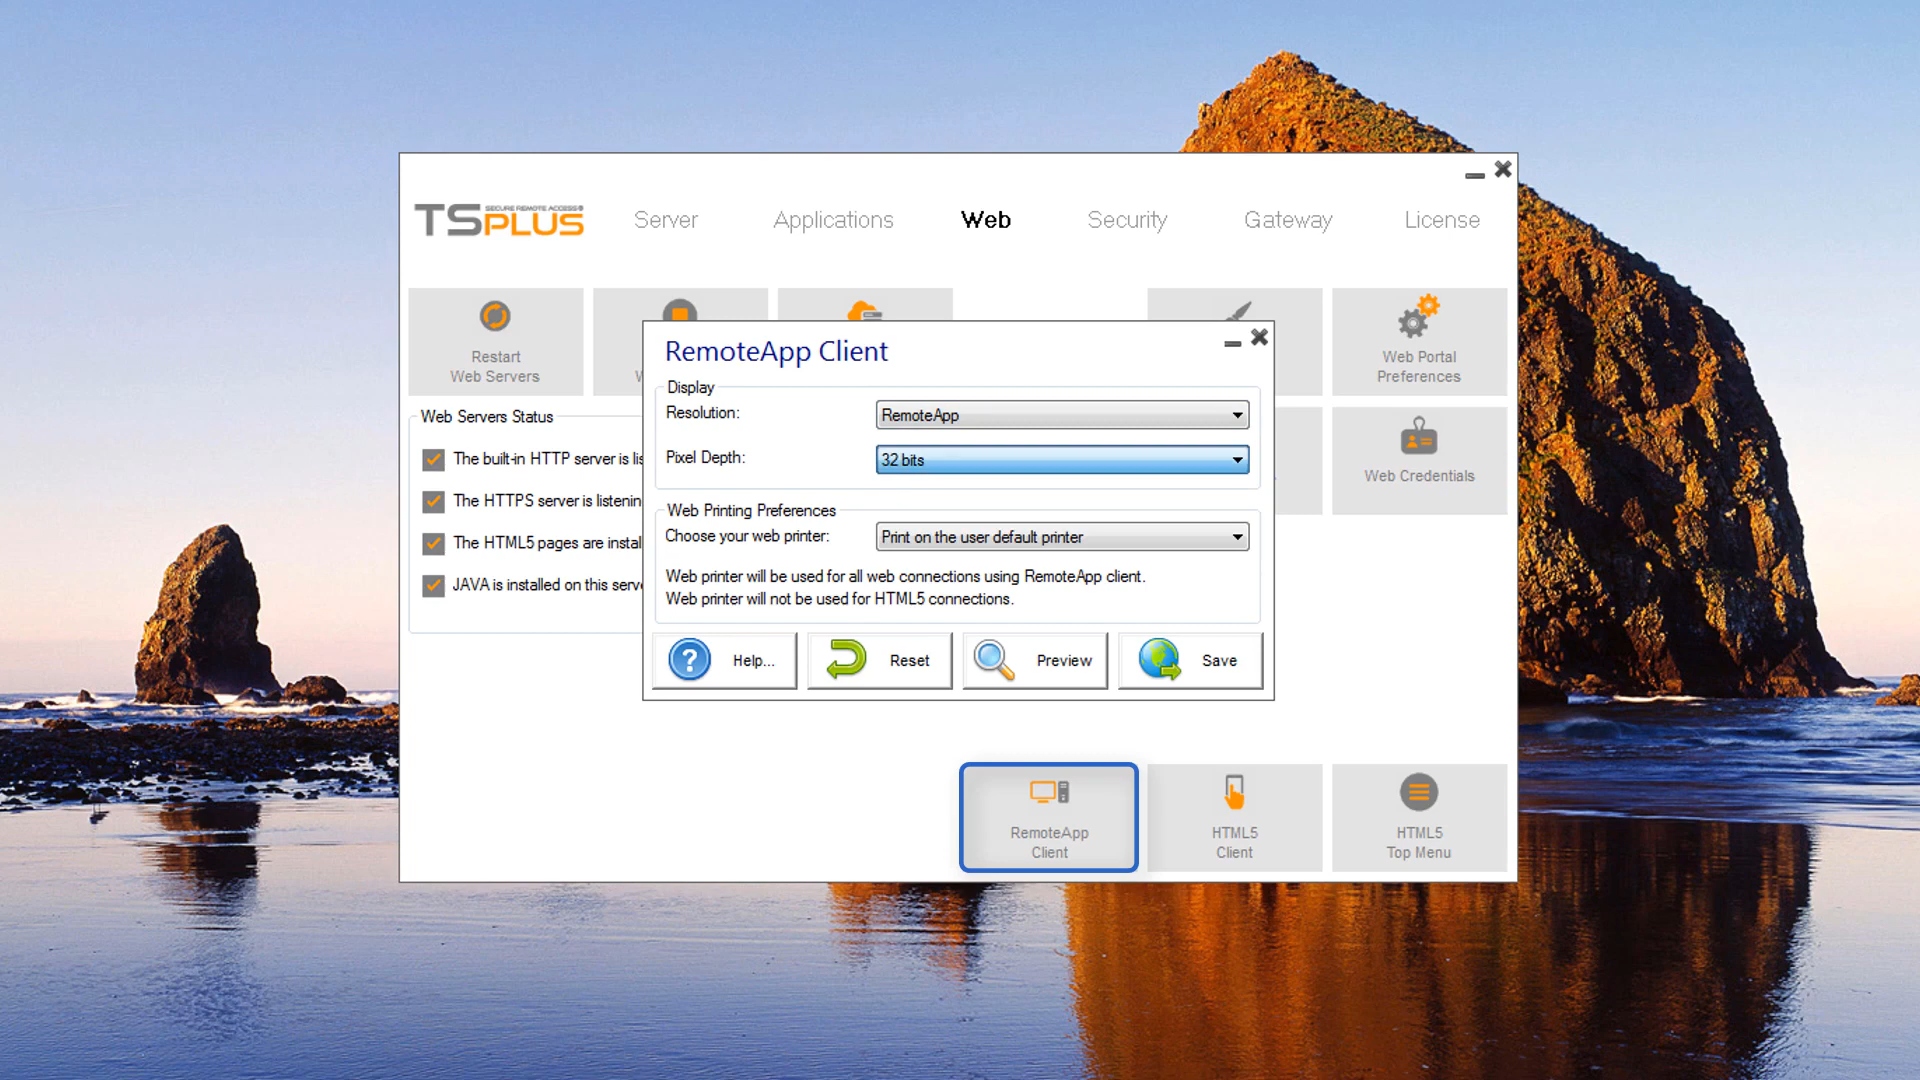 TSPLUS
SECURE REMOTE ACCESS®
Server
Applications
Web
Security
Gateway
License
Restart
Web Servers
Web Portal
Preferences
Web Servers Status
The built-in HTTP server is
The HTTPS server is
The HTML5 pages are
JAVA is installed on this
Web Credentials
RemoteApp Client
Display
Resolution:
RemoteApp
Pixel Depth:
32 bits
Web Printing Preferences
Choose your web printer:
Print on the user default printer
Web printer will be used for all web connections using RemoteApp client.
Web printer will not be used for HTML5 connections.
Help...
Reset
Preview
Save
RemoteApp
Client
HTML5
Client
HTML5
Top Menu